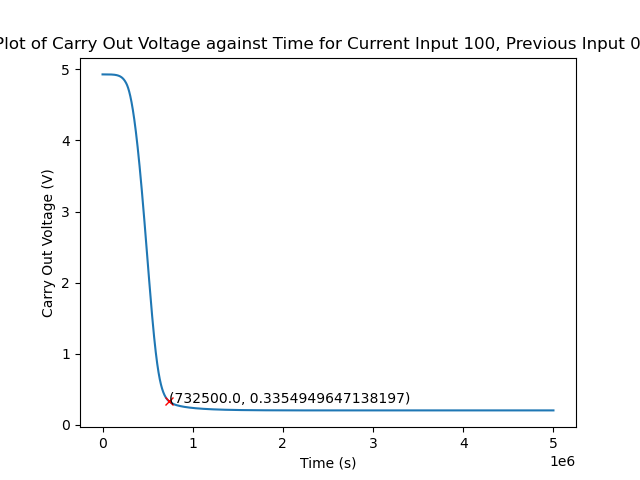 Plot of Carry Out Voltage against Time for Current Input 100, Previous Input 0
5
4
3
2
1
0
Carry Out Voltage (V)
(732500.0, 0.3354949647138197)
0 1 2 3 4 5
1e6
Time (s)